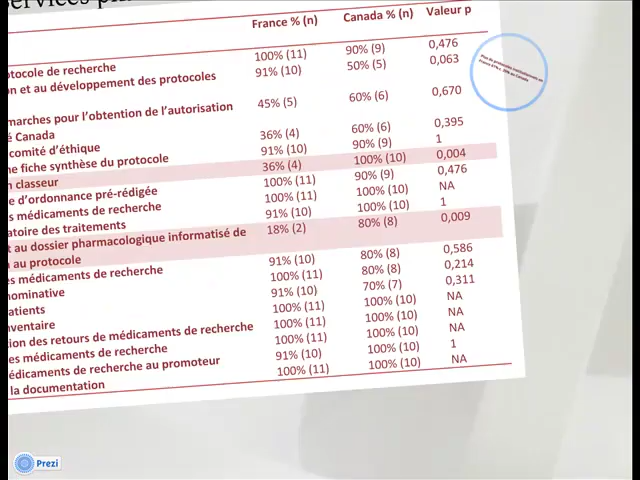 France % (n) Canada % (n) Valeur p
otocole de recherche 100% (11) 90% (9) 0,476
on et au développement des protocoles 91% (10) 50% (5) 0,063
marches pour l'obtention de l'autorisation 45% (5) 60% (6) 0,670
é Canada
comité d'éthique 36% (4) 60% (6) 0,395
ne fiche synthèse du protocole 91% (10) 90% (9) 1
n classeur 36% (4) 100% (10) 0,004
e d'ordonnance pré-rédigée 100% (11) 90% (9) 0,476
s médicaments de recherche 100% (11) 100% (10) NA
atoire des traitements 91% (10) 100% (10) 1
t au dossier pharmacologique informatisé de 18% (2) 80% (8) 0,009
au protocole
es médicaments de recherche 91% (10) 80% (8) 0,586
nominative 100% (11) 80% (8) 0,214
atients 91% (10) 70% (7) 0,311
ventaire 100% (11) 100% (10) NA
tion des retours de médicaments de recherche 100% (11) 100% (10) NA
es médicaments de recherche 100% (11) 100% (10) NA
édicaments de recherche au promoteur 91% (10) 100% (10) 1
la documentation 100% (11) 100% (10) NA
Prezi